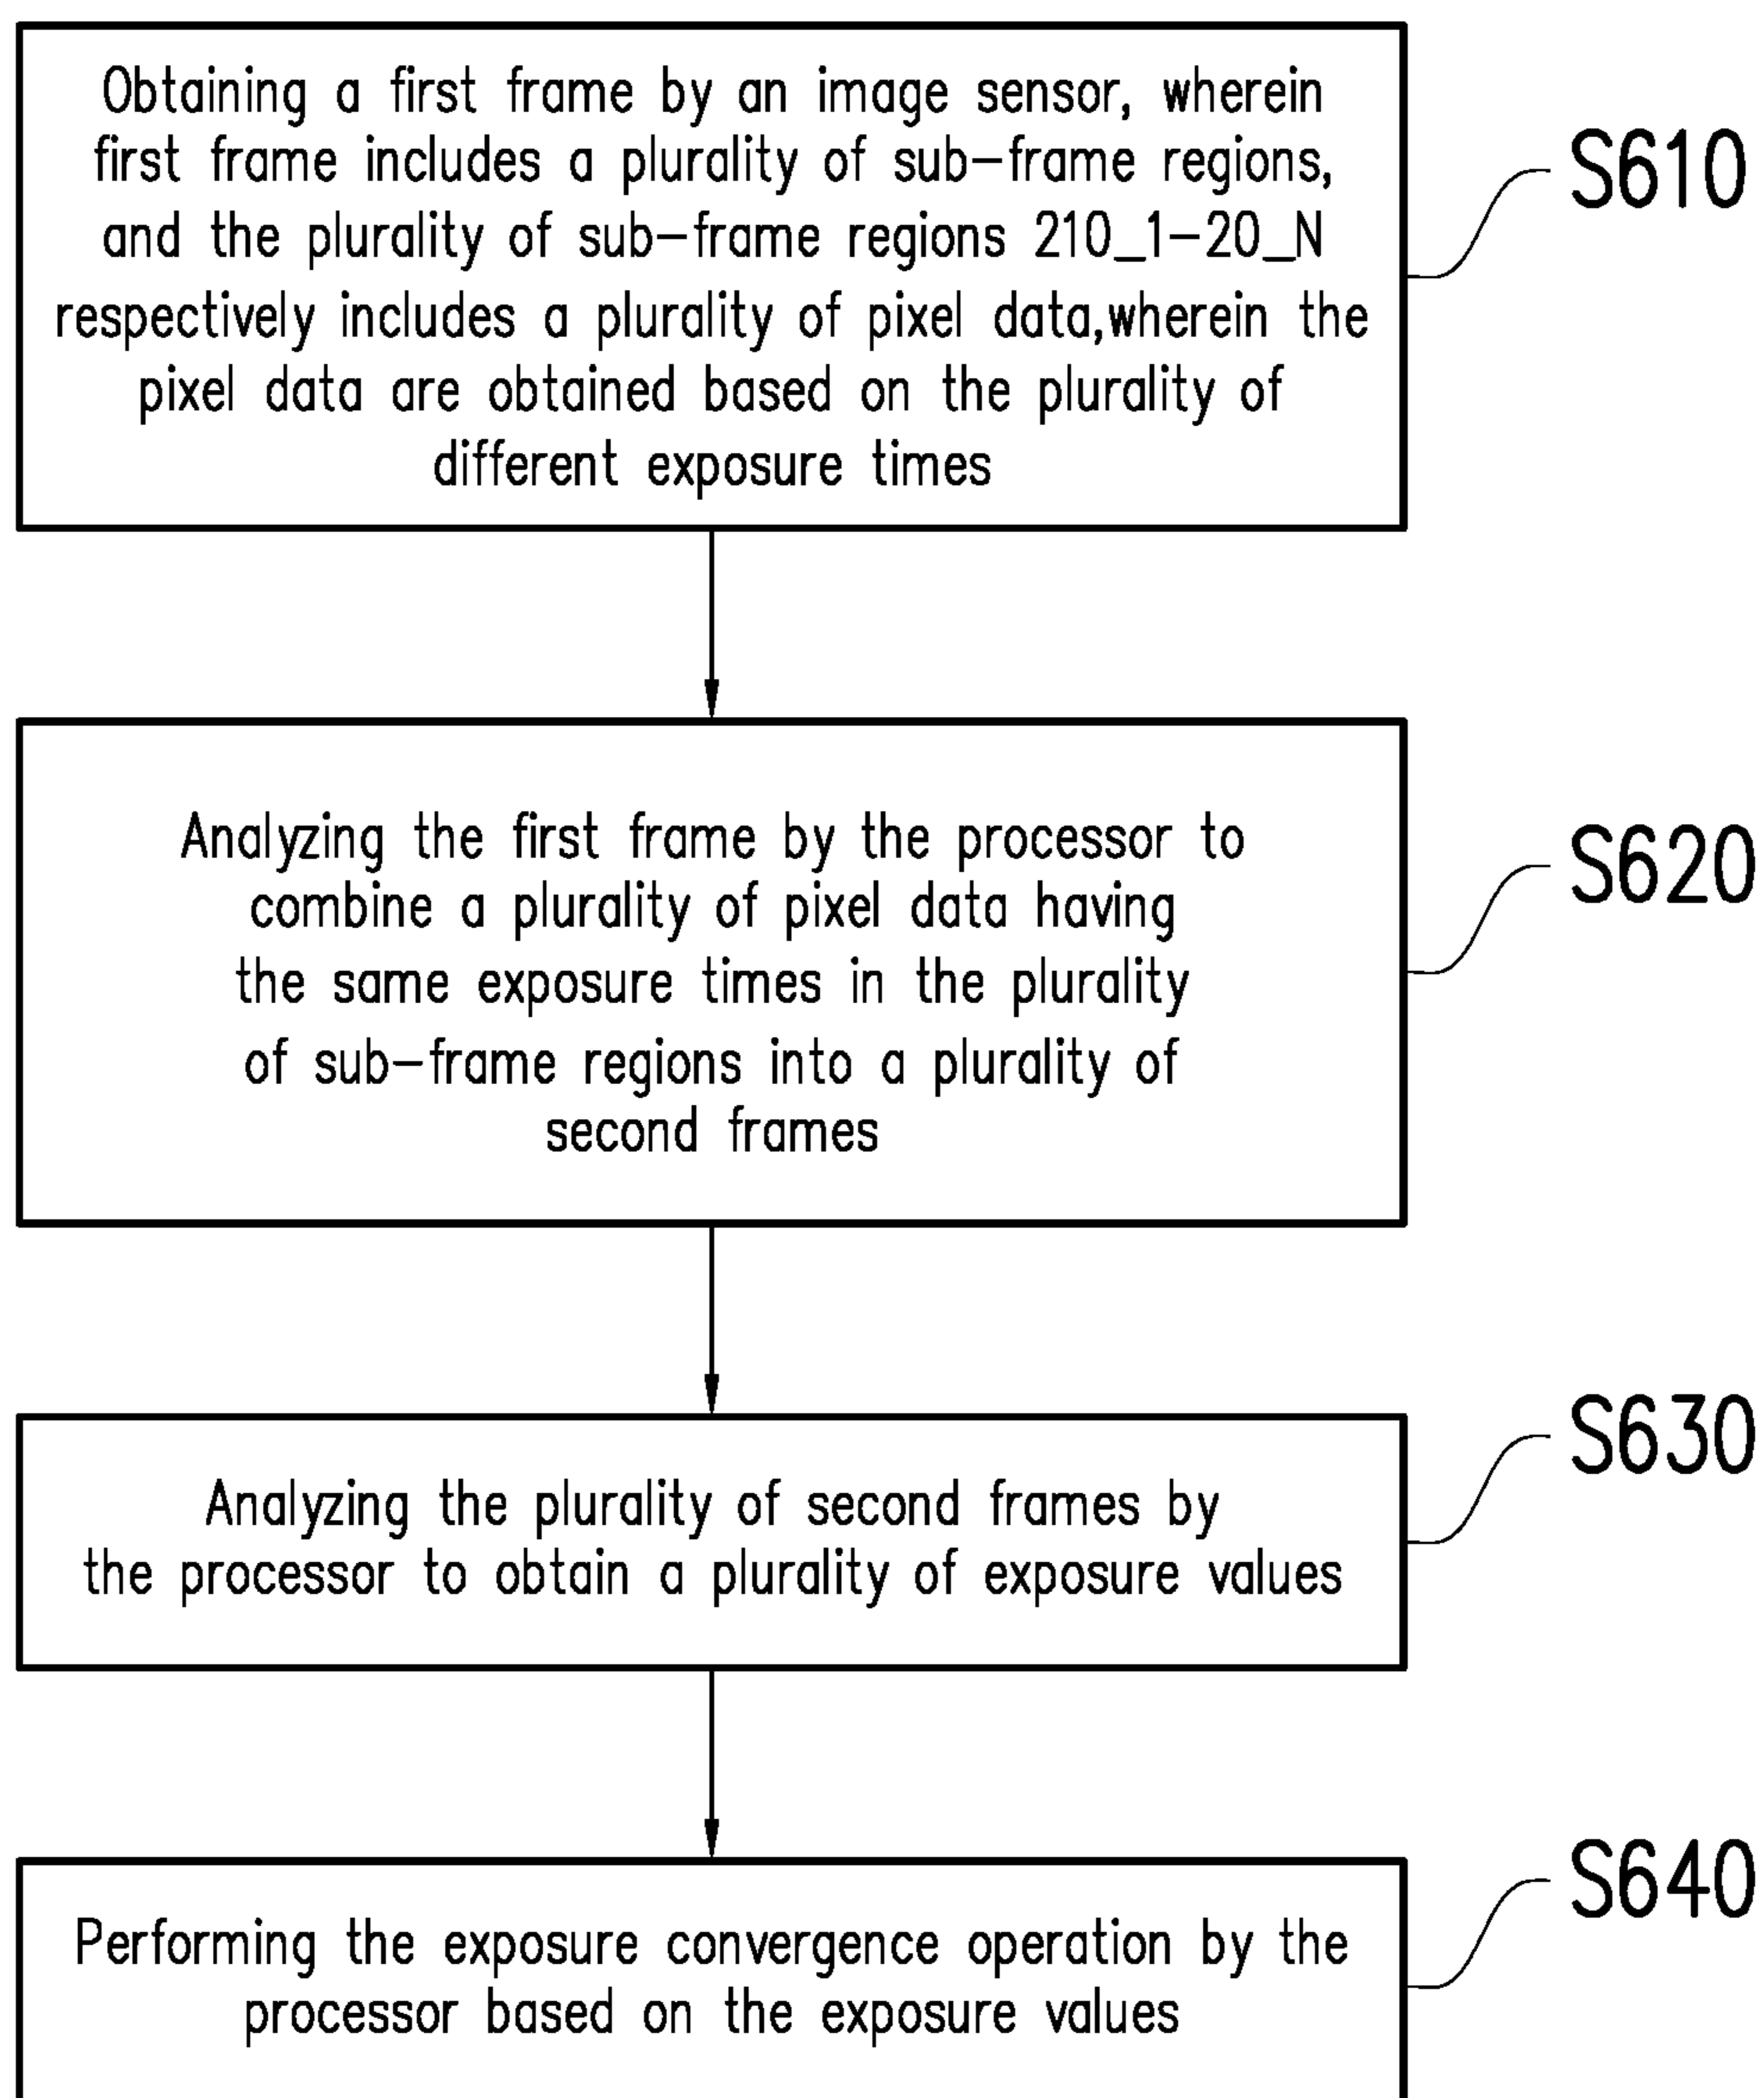 Obtaining a first frame by an image sensor, wherein
first frame includes a plurality of sub-frame regions,
and the plurality of sub-frame regions 210_1-20_N
respectively includes a plurality of pixel data,wherein the
pixel data are obtained based on the plurality of
different exposure times
S610
Analyzing the first frame by the processor to
combine a plurality of pixel data having
the same exposure times in the plurality
of sub-frame regions into a plurality of
second frames
S620
Analyzing the plurality of second frames by
the processor to obtain a plurality of exposure values
S630
Performing the exposure convergence operation by the
processor based on the exposure values
S640